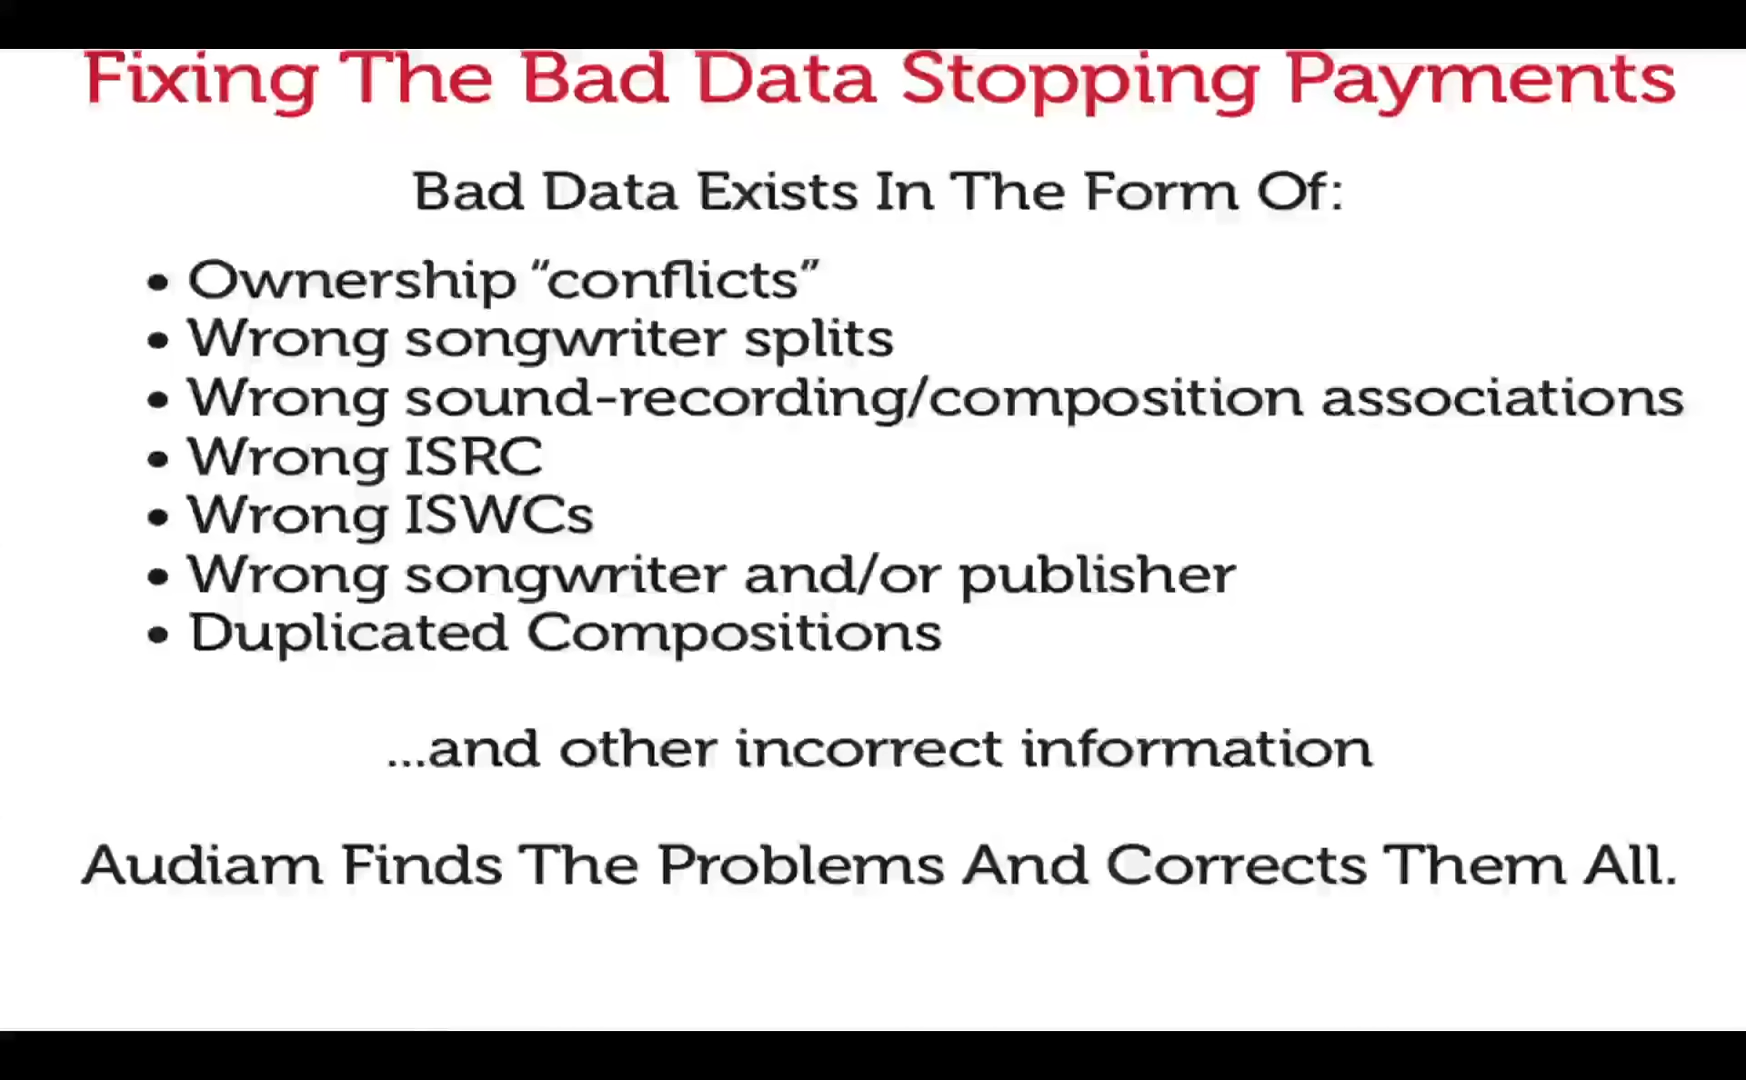 Fixing The Bad Data Stopping Payments
Bad Data Exists In The Form Of:
• Ownership “conflicts”
• Wrong songwriter splits
• Wrong sound-recording/composition associations
• Wrong ISRC
• Wrong ISWCs
• Wrong songwriter and/or publisher
• Duplicated Compositions
...and other incorrect information
Audiam Finds The Problems And Corrects Them All.